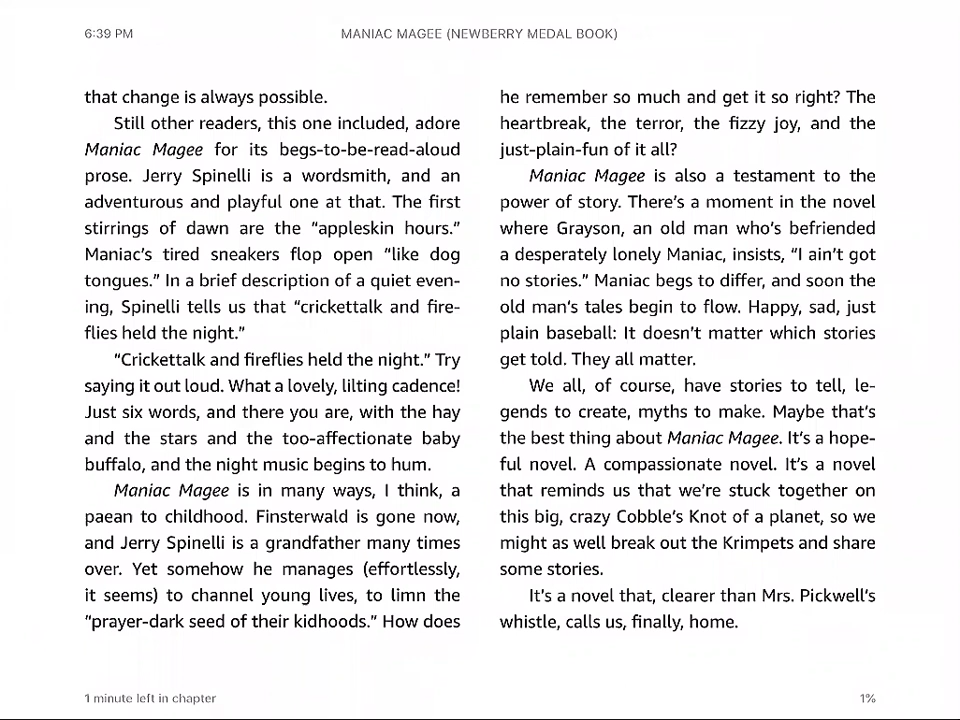 6:39 PM
MANIAC MAGEE (NEWBERRY MEDAL BOOK)
that change is always possible.
Still other readers, this one included, adore
Maniac Magee for its begs-to-be-read-aloud
prose. Jerry Spinelli is a wordsmith, and an
adventurous and playful one at that. The first
stirrings of dawn are the “appleskin hours.”
Maniac’s tired sneakers flop open “like dog
tongues.” In a brief description of a quiet even-
ing, Spinelli tells us that “crickettalk and fire-
flies held the night.”
“Crickettalk and fireflies held the night.” Try
saying it out loud. What a lovely, lilting cadence!
Just six words, and there you are, with the hay
and the stars and the too-affectionate baby
buffalo, and the night music begins to hum.
Maniac Magee is in many ways, I think, a
paean to childhood. Finsterwald is gone now,
and Jerry Spinelli is a grandfather many times
over. Yet somehow he manages (effortlessly,
it seems) to channel young lives, to limn the
“prayer-dark seed of their kidhoods.” How does
he remember so much and get it so right? The
heartbreak, the terror, the fizzy joy, and the
just-plain-fun of it all?
Maniac Magee is also a testament to the
power of story. There’s a moment in the novel
where Grayson, an old man who’s befriended
a desperately lonely Maniac, insists, “I ain’t got
no stories.” Maniac begs to differ, and soon the
old man’s tales begin to flow. Happy, sad, just
plain baseball: It doesn’t matter which stories
get told. They all matter.
We all, of course, have stories to tell, le-
gends to create, myths to make. Maybe that’s
the best thing about Maniac Magee. It’s a hope-
ful novel. A compassionate novel. It’s a novel
that reminds us that we’re stuck together on
this big, crazy Cobble’s Knot of a planet, so we
might as well break out the Krimpets and share
some stories.
It’s a novel that, clearer than Mrs. Pickwell’s
whistle, calls us, finally, home.
1 minute left in chapter
1%